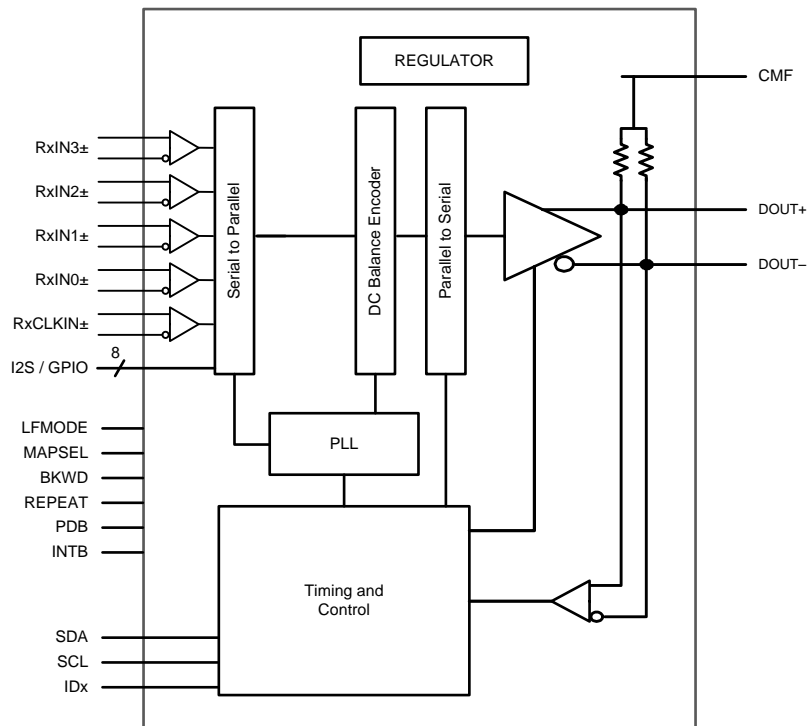 REGULATOR
CMF
RxIN3±
RxIN2±
RxIN1±
RxIN0±
RxCLKIN±
8
I2S / GPIO
Serial to Parallel
DC Balance Encoder
Parallel to Serial
DOUT+
DOUT–
LFMODE
MAPSEL
BKWD
REPEAT
PDB
INTB
PLL
Timing and
Control
SDA
SCL
IDx